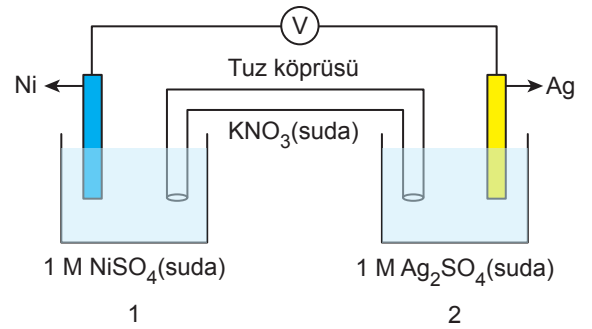 V
Tuz köprüsü
Ni
Ag
KNO₃(suda)
1 M NiSO₄(suda)
1 M Ag₂SO₄(suda)
1
2